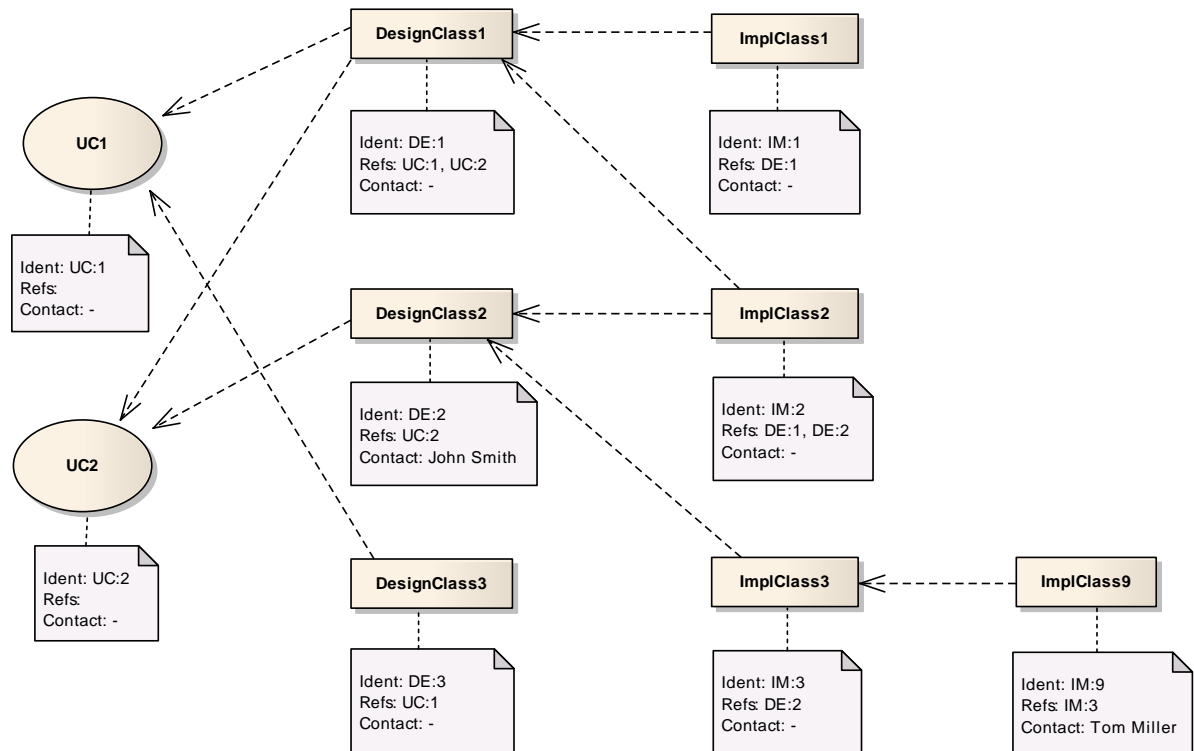 DesignClass1
ImplClass1
UC1
Ident: DE:1
Refs: UC:1, UC:2
Contact: -
Ident: IM:1
Refs: DE:1
Contact: -
Ident: UC:1
Refs:
Contact: -
DesignClass2
ImplClass2
Ident: DE:2
Refs: UC:2
Contact: John Smith
Ident: IM:2
Refs: DE:1, DE:2
Contact: -
UC2
Ident: UC:2
Refs:
Contact: -
DesignClass3
ImplClass3
ImplClass9
Ident: DE:3
Refs: UC:1
Contact: -
Ident: IM:3
Refs: DE:2
Contact: -
Ident: IM:9
Refs: IM:3
Contact: Tom Miller